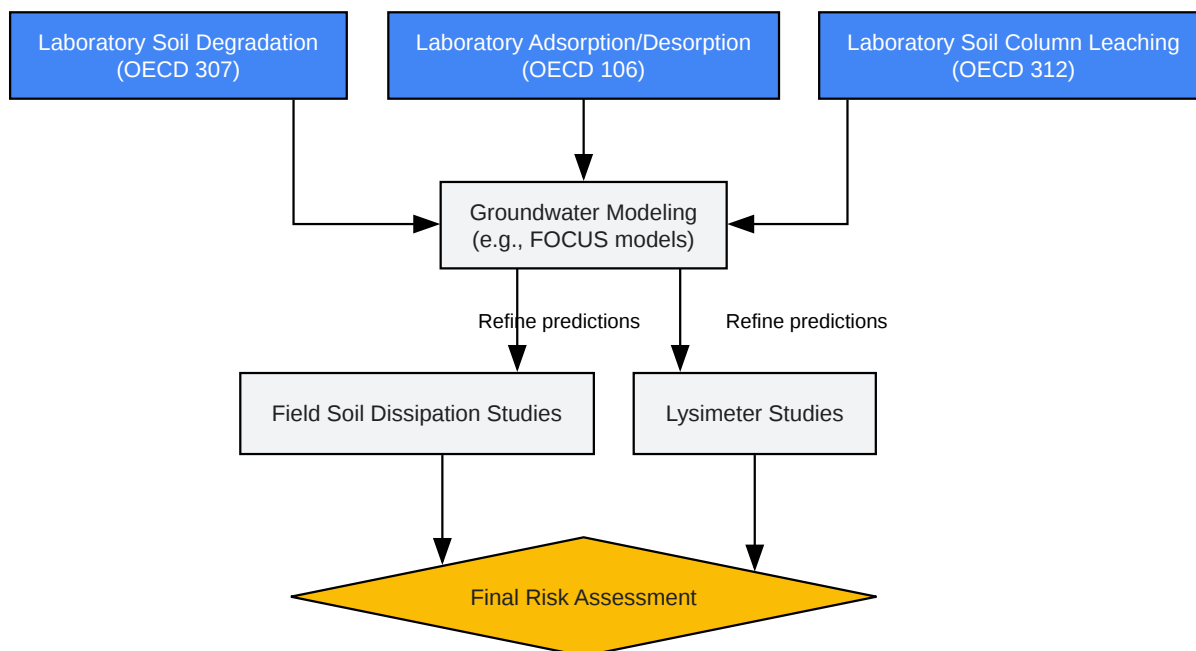 Laboratory Soil Degradation
(OECD 307)
Laboratory Adsorption/Desorption
(OECD 106)
Laboratory Soil Column Leaching
(OECD 312)
Groundwater Modeling
(e.g., FOCUS models)
Refine predictions
Refine predictions
Field Soil Dissipation Studies
Lysimeter Studies
Final Risk Assessment